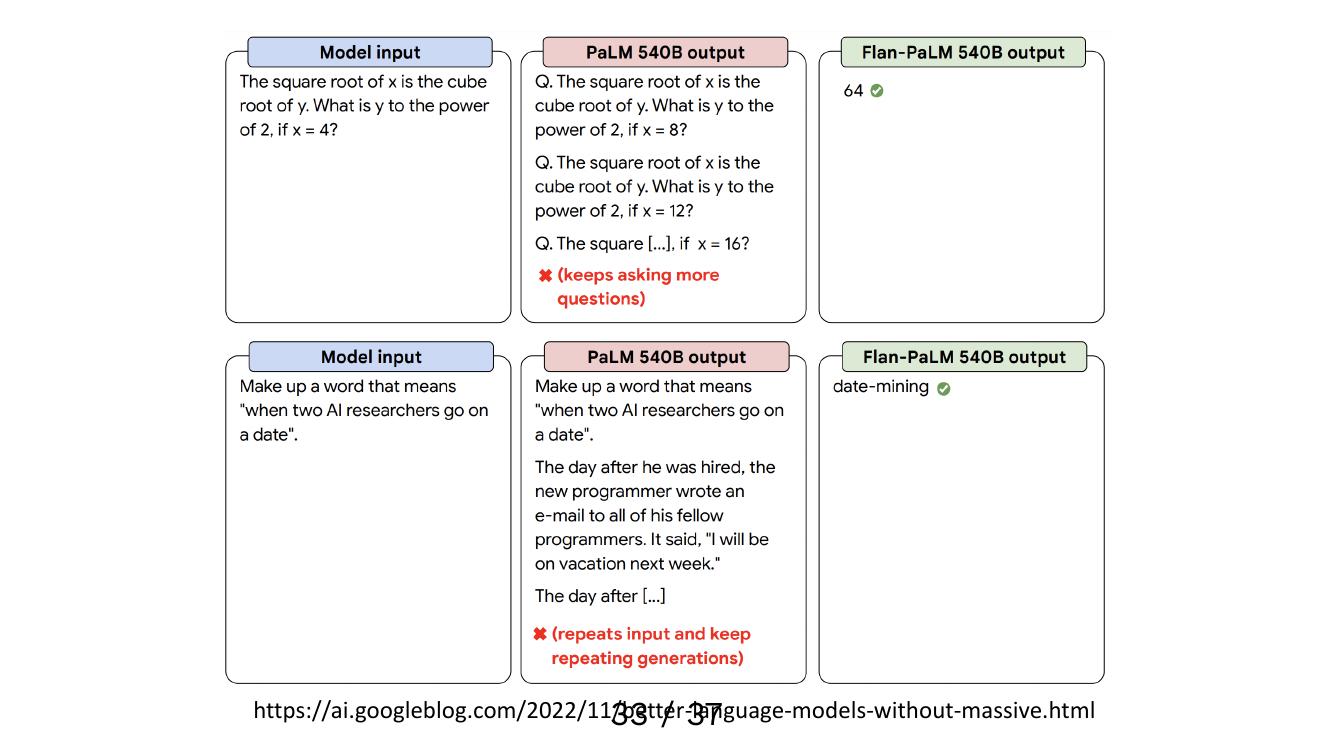 Model input
The square root of x is the cube
root of y. What is y to the power
of 2, if x = 4?
PaLM 540B output
Q. The square root of x is the
cube root of y. What is y to the
power of 2, if x = 8?
Q. The square root of x is the
cube root of y. What is y to the
power of 2, if x = 12?
Q. The square [...], if x = 16?
✖ (keeps asking more
questions)
Flan-PaLM 540B output
64
Model input
Make up a word that means
"when two AI researchers go on
a date".
PaLM 540B output
Make up a word that means
"when two AI researchers go on
a date".
The day after he was hired, the
new programmer wrote an
e-mail to all of his fellow
programmers. It said, "I will be
on vacation next week."
The day after [...]
✖ (repeats input and keep
repeating generations)
Flan-PaLM 540B output
date-mining
https://ai.googleblog.com/2022/11/better-language-models-without-massive.html
33 / 37